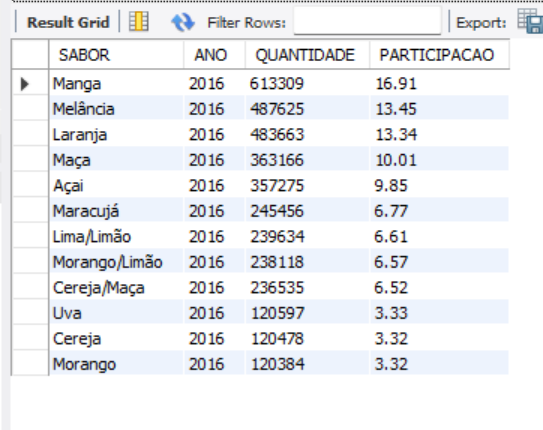 Result Grid Filter Rows: Export:
SABOR ANO QUANTIDADE PARTICIPACAO
Manga 2016 613309 16.91
Melância 2016 487625 13.45
Laranja 2016 483663 13.34
Maça 2016 363166 10.01
Açai 2016 357275 9.85
Maracujá 2016 245456 6.77
Lima/Limão 2016 239634 6.61
Morango/Limão 2016 238118 6.57
Cereja/Maça 2016 236535 6.52
Uva 2016 120597 3.33
Cereja 2016 120478 3.32
Morango 2016 120384 3.32